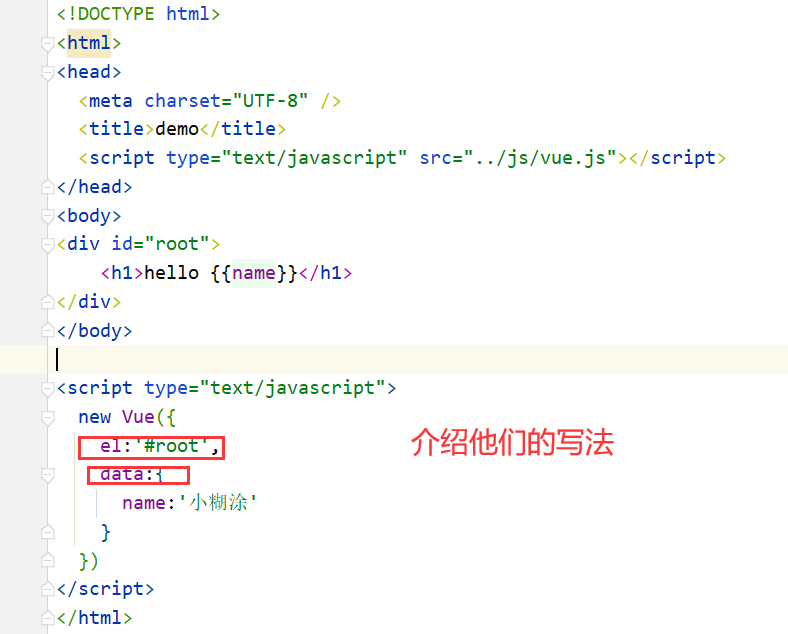 <!DOCTYPE html>
<html>
<head>
  <meta charset="UTF-8" />
  <title>demo</title>
  <script type="text/javascript" src="../js/vue.js"></script>
</head>
<body>
<div id="root">
    <h1>hello {{name}}</h1>
</div>
</body>
<script type="text/javascript">
  new Vue({
    el:'#root',
介绍他们的写法
    data:{
      name:'小糊涂'
    }
  })
</script>
</html>